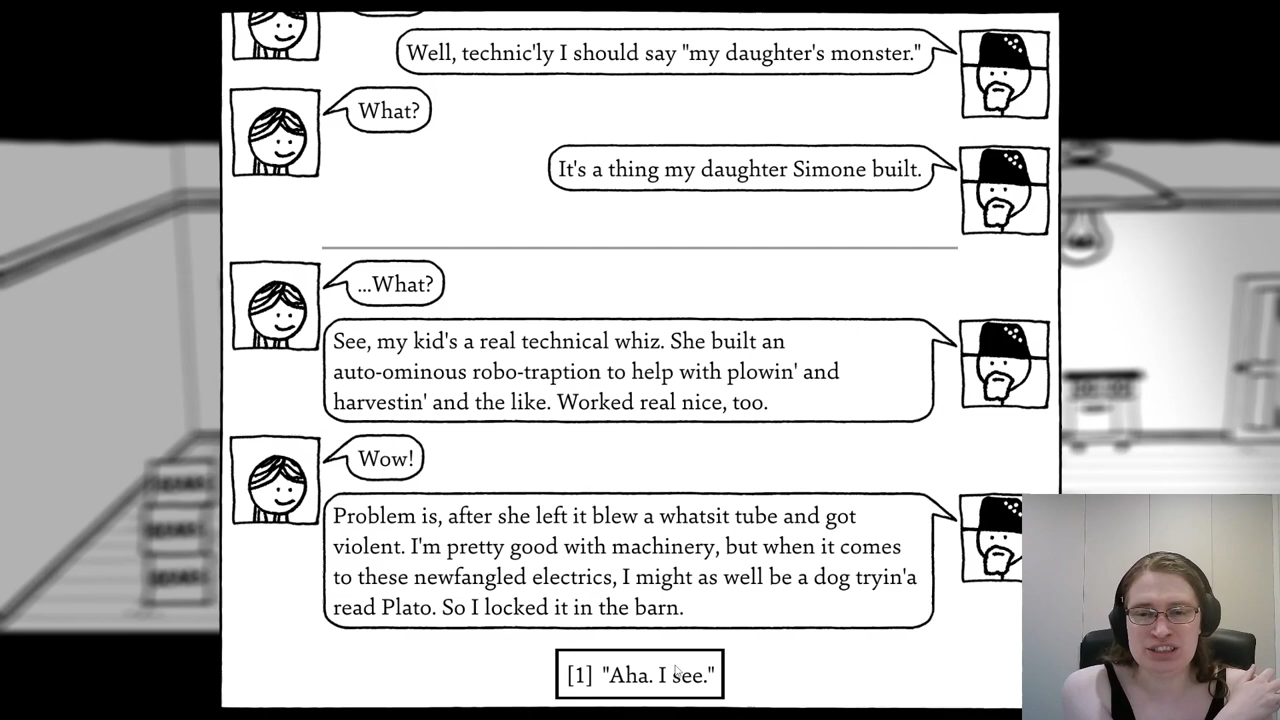 Well, technic'ly I should say "my daughter's monster."
What?
It's a thing my daughter Simone built.
...What?
See, my kid's a real technical whiz. She built an
auto-ominous robo-traption to help with plowin' and
harvestin' and the like. Worked real nice, too.
Wow!
Problem is, after she left it blew a whatsit tube and got
violent. I'm pretty good with machinery, but when it comes
to these newfangled electrics, I might as well be a dog tryin'a
read Plato. So I locked it in the barn.
[1] "Aha. I see."